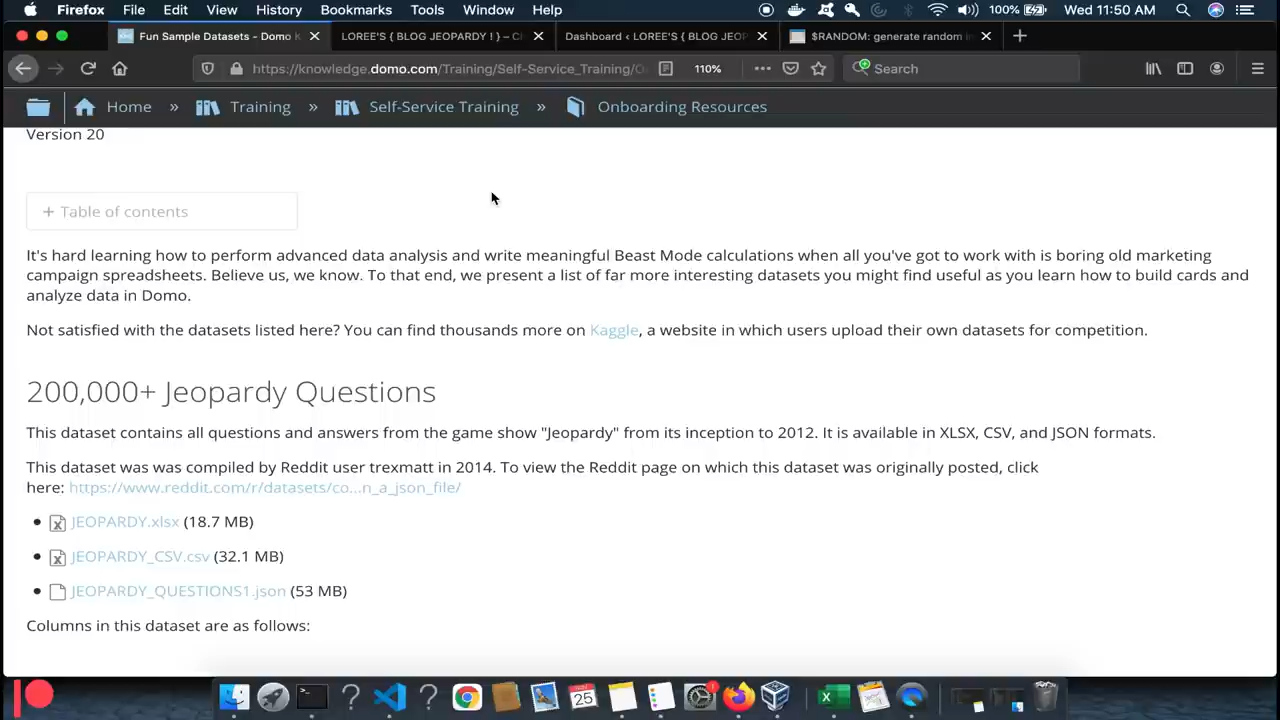 Firefox File Edit View History Bookmarks Tools Window Help 100% Wed 11:50 AM
Fun Sample Datasets - Domo K
LOREE'S { BLOG JEOPARDY ! } – C
Dashboard ‹ LOREE'S { BLOG JEOP
$RANDOM: generate random in
https://knowledge.domo.com/Training/Self-Service_Training/O
110%
Search
Home » Training » Self-Service Training » Onboarding Resources
Version 20
+ Table of contents
It's hard learning how to perform advanced data analysis and write meaningful Beast Mode calculations when all you've got to work with is boring old marketing
campaign spreadsheets. Believe us, we know. To that end, we present a list of far more interesting datasets you might find useful as you learn how to build cards and
analyze data in Domo.
Not satisfied with the datasets listed here? You can find thousands more on Kaggle, a website in which users upload their own datasets for competition.
200,000+ Jeopardy Questions
This dataset contains all questions and answers from the game show "Jeopardy" from its inception to 2012. It is available in XLSX, CSV, and JSON formats.
This dataset was was compiled by Reddit user trexmatt in 2014. To view the Reddit page on which this dataset was originally posted, click
here: https://www.reddit.com/r/datasets/co...n_a_json_file/
• JEOPARDY.xlsx (18.7 MB)
• JEOPARDY_CSV.csv (32.1 MB)
• JEOPARDY_QUESTIONS1.json (53 MB)
Columns in this dataset are as follows:
25